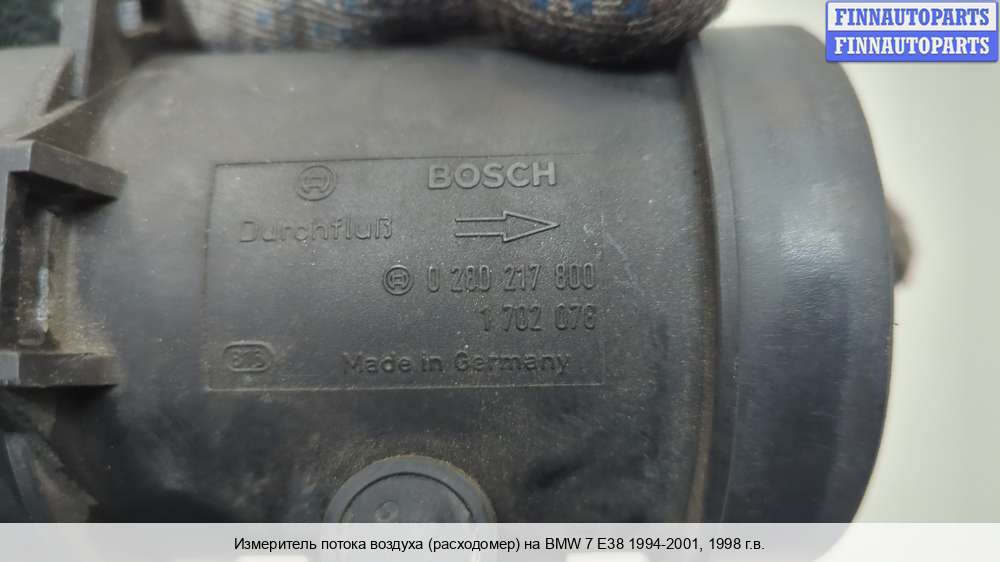 FINNAUTOPARTS
FINNAUTOPARTS
BOSCH
Durchfluß
0 280 217 800
1 702 078
Made in Germany
Измеритель потока воздуха (расходомер) на BMW 7 E38 1994-2001, 1998 г.в.